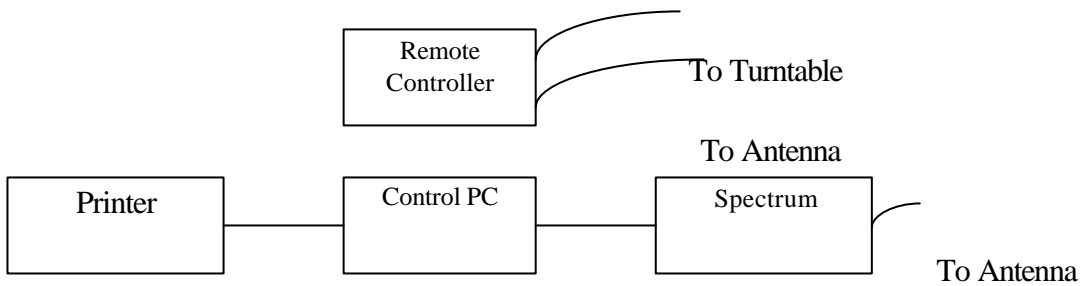 Remote
Controller
To Turntable
To Antenna
Printer
Control PC
Spectrum
To Antenna